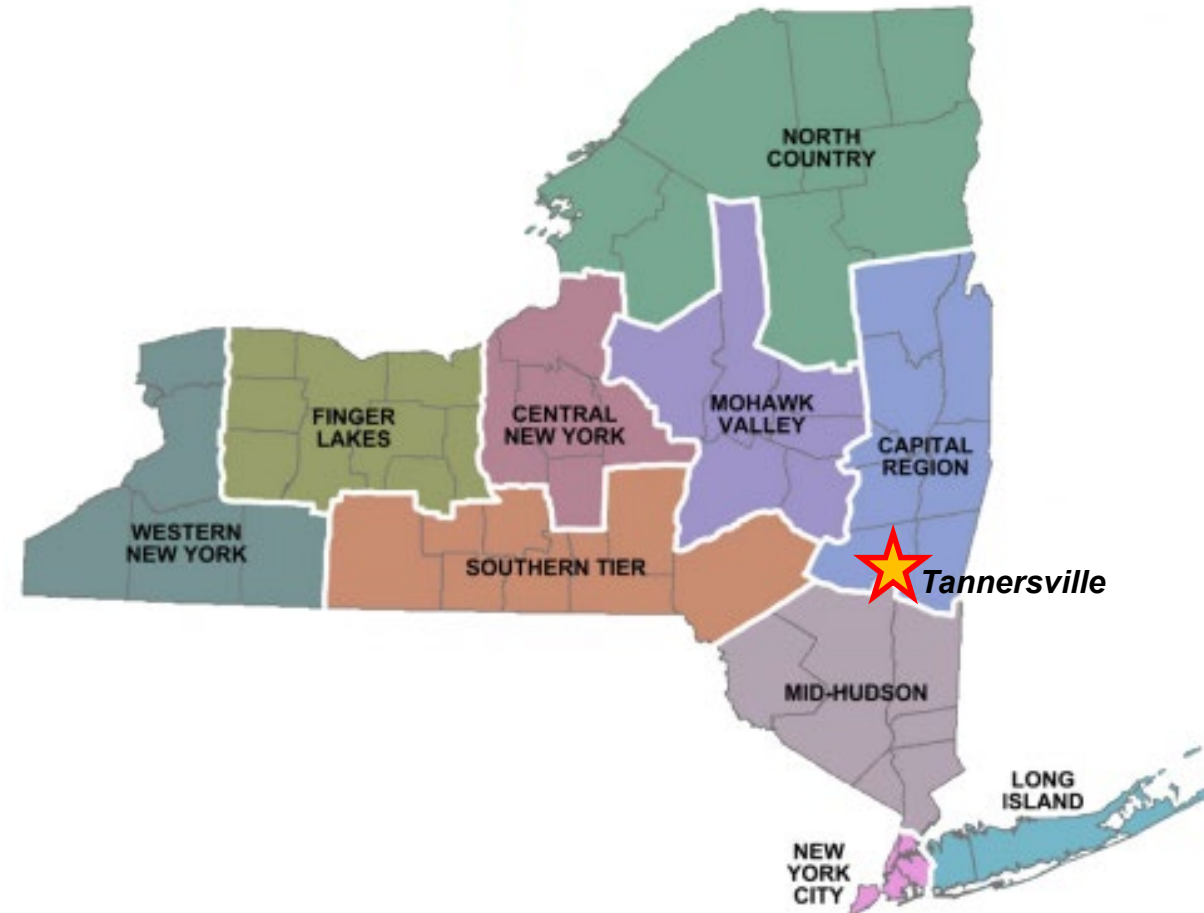 NORTH
COUNTRY
FINGER
LAKES
CENTRAL
NEW YORK
MOHAWK
VALLEY
CAPITAL
REGION
WESTERN
NEW YORK
SOUTHERN TIER
Tannersville
MID-HUDSON
LONG
ISLAND
NEW
YORK
CITY